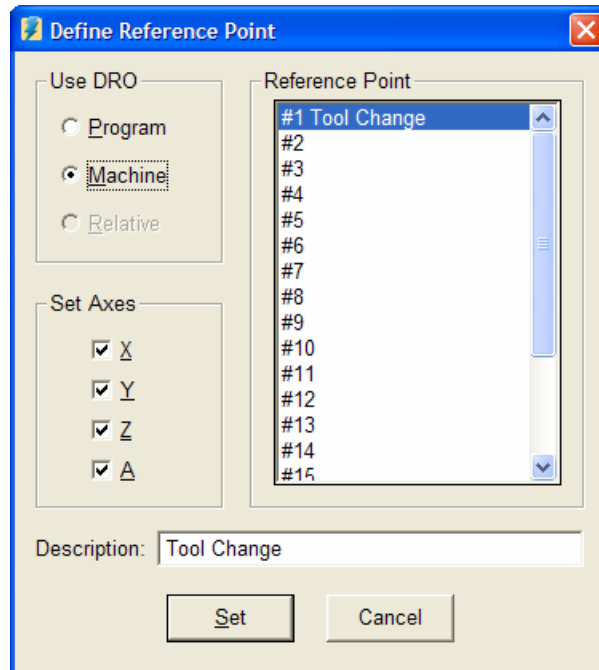 Define Reference Point
Use DRO
Program
Machine
Relative
Set Axes
X
Y
Z
A
Reference Point
#1 Tool Change
#2
#3
#4
#5
#6
#7
#8
#9
#10
#11
#12
#13
#14
#15
Description: Tool Change
Set
Cancel